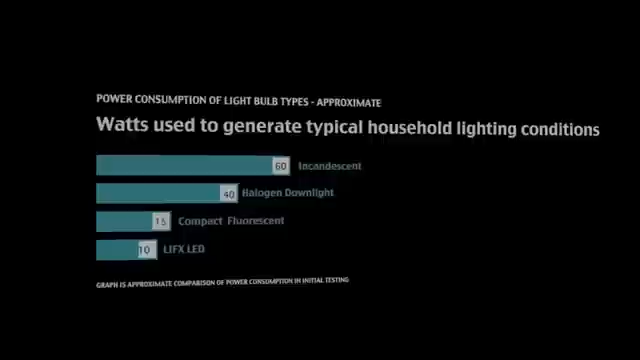 POWER CONSUMPTION OF LIGHT BULB TYPES - APPROXIMATE
Watts used to generate typical household lighting conditions
60 Incandescent
40 Halogen Downlight
15 Compact Fluorescent
10 LIFX LED
GRAPH IS APPROXIMATE COMPARISON OF POWER CONSUMPTION IN INITIAL TESTING